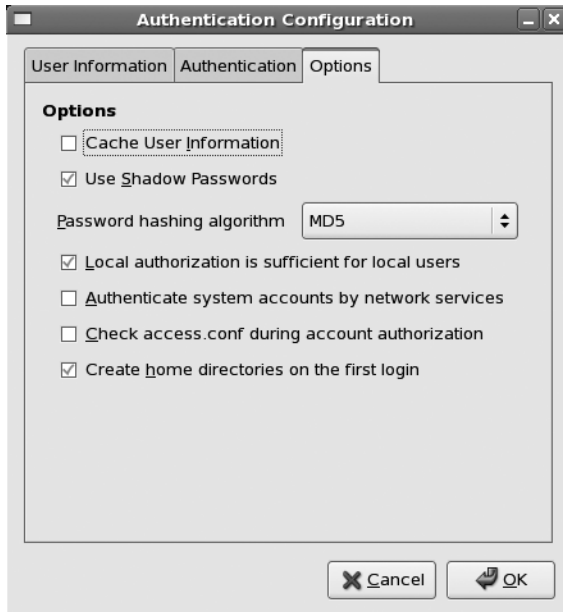 Authentication Configuration
User Information Authentication Options
Options
Cache User Information
Use Shadow Passwords
Password hashing algorithm MD5
Local authorization is sufficient for local users
Authenticate system accounts by network services
Check access.conf during account authorization
Create home directories on the first login
Cancel OK